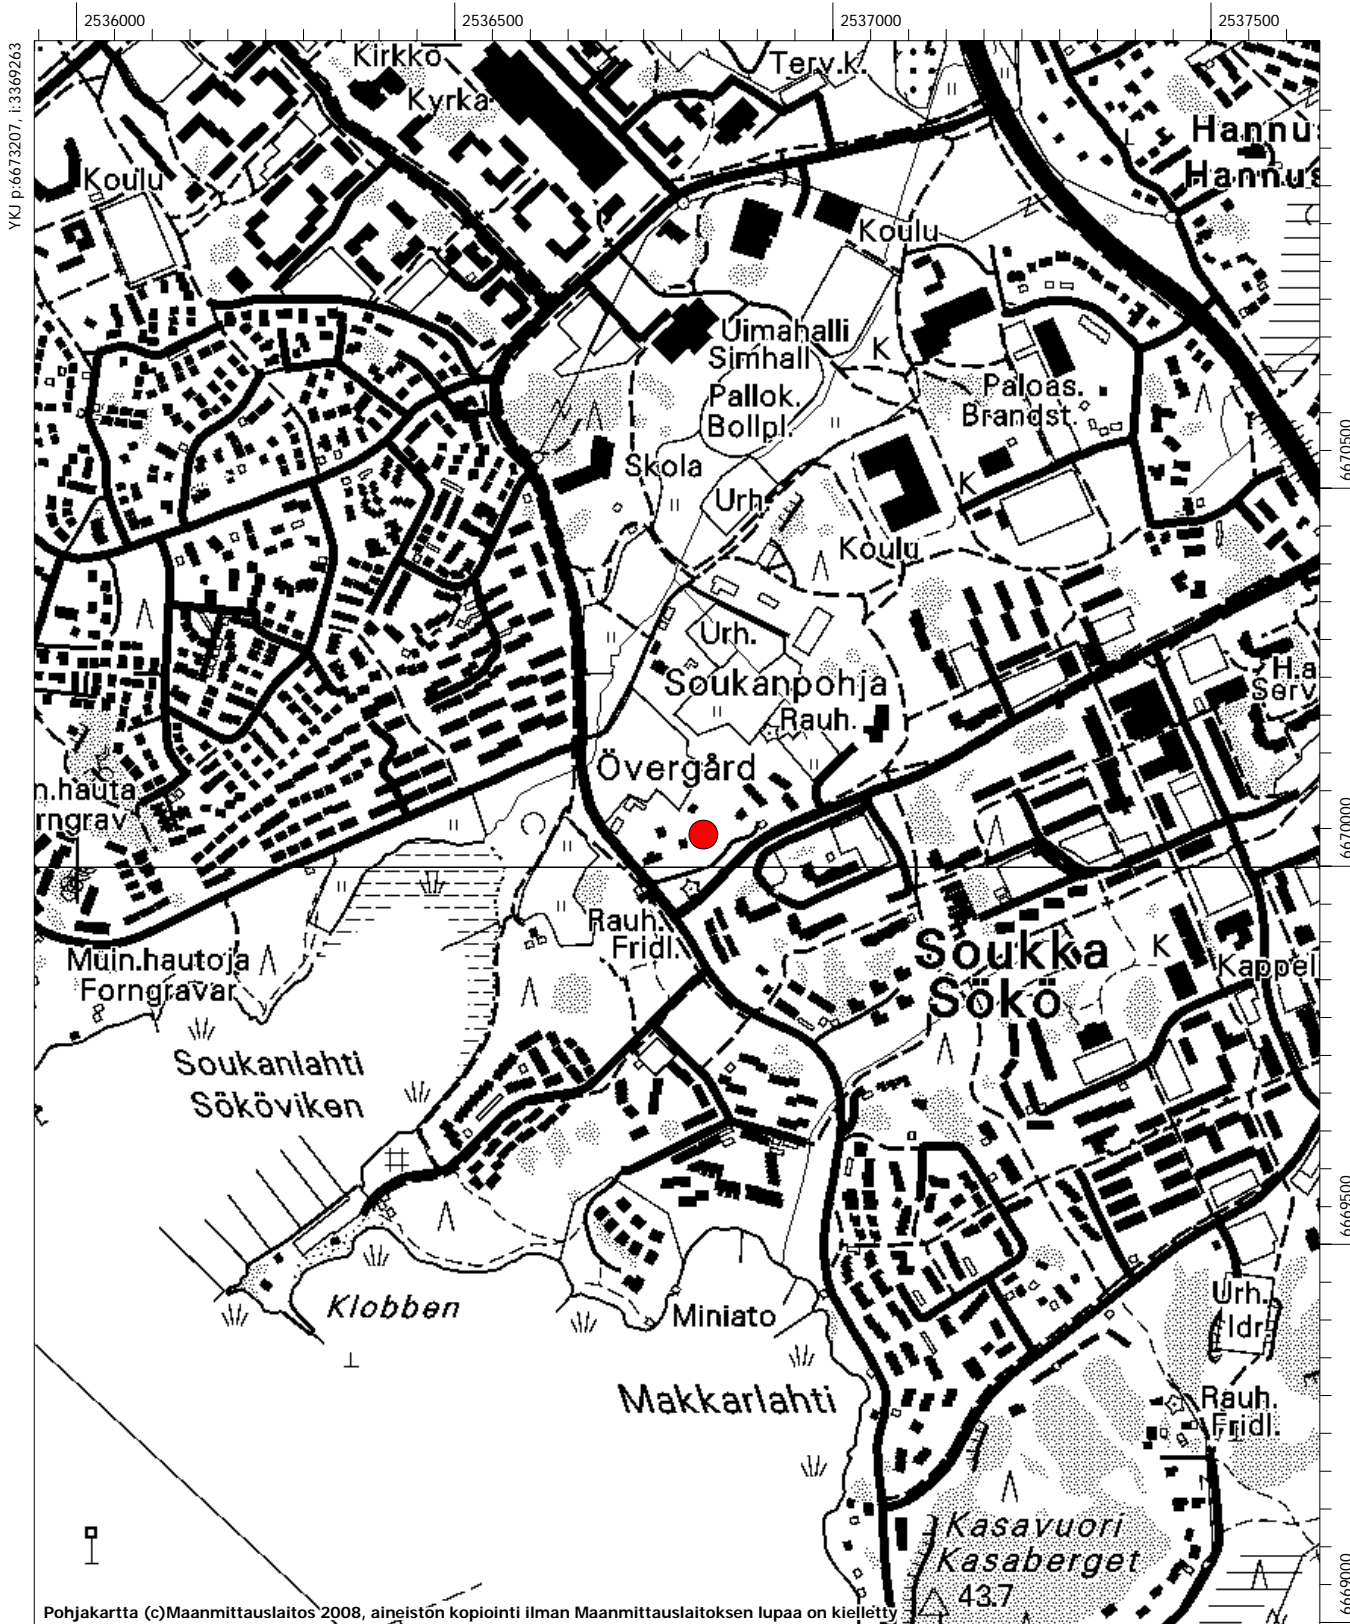 2536000
2536500
2537000
2537500
YKJ p:6673207, i:3369263
Kirkko
Kyrka
Terv.k.
Hannus
Hannus
Koulu
Koulu
Uimahalli
Simhall
K
Pallok.
Bollpl.
Paloas.
Brandst.
6670500
Skola
Urh.
K
Koulu
Urh.
Soukanpohja
Rauh.
H.a
Serv
Övergård
n.hauta
rngrav
6670000
Rauh.
Fridl.
Soukka
Sökö
K
Kappel
Muin.hautoja
Forngravar
Soukanlahti
Sököviken
6669500
Klobben
Miniato
Urh.
Idr.
Makkarlahti
Rauh.
Fridl.
Kasavuori
Kasaberget
43.7
6669000
Pohjakartta (c)Maanmittauslaitos 2008, aineiston kopiointi ilman Maanmittauslaitoksen lupaa on kielletty